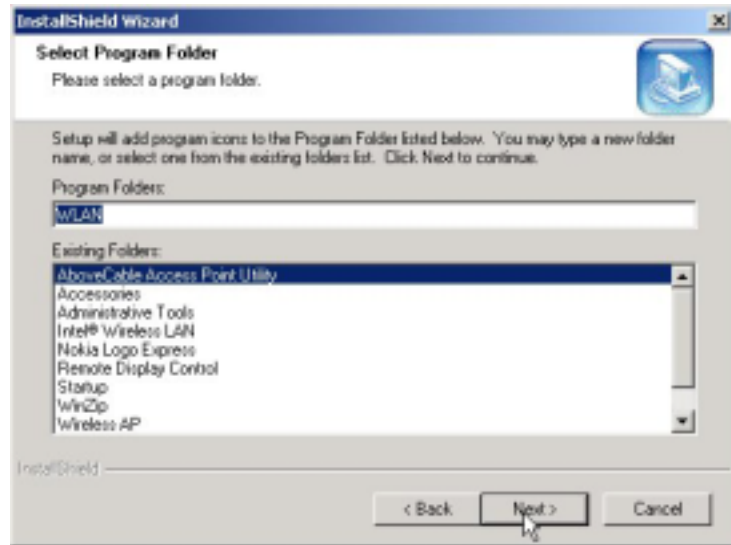 InstallShield Wizard
Select Program Folder
Please select a program folder.
Setup will add program icons to the Program Folder listed below. You may type a new folder
name, or select one from the existing folders list. Click Next to continue.
Program Folders:
WLAN
Existing Folders:
AboveCable Access Point Utility
Accessories
Administrative Tools
Intel® Wireless LAN
Nokia Logo Express
Remote Display Control
Startup
WinZip
Wireless AP
InstallShield
< Back
Next >
Cancel